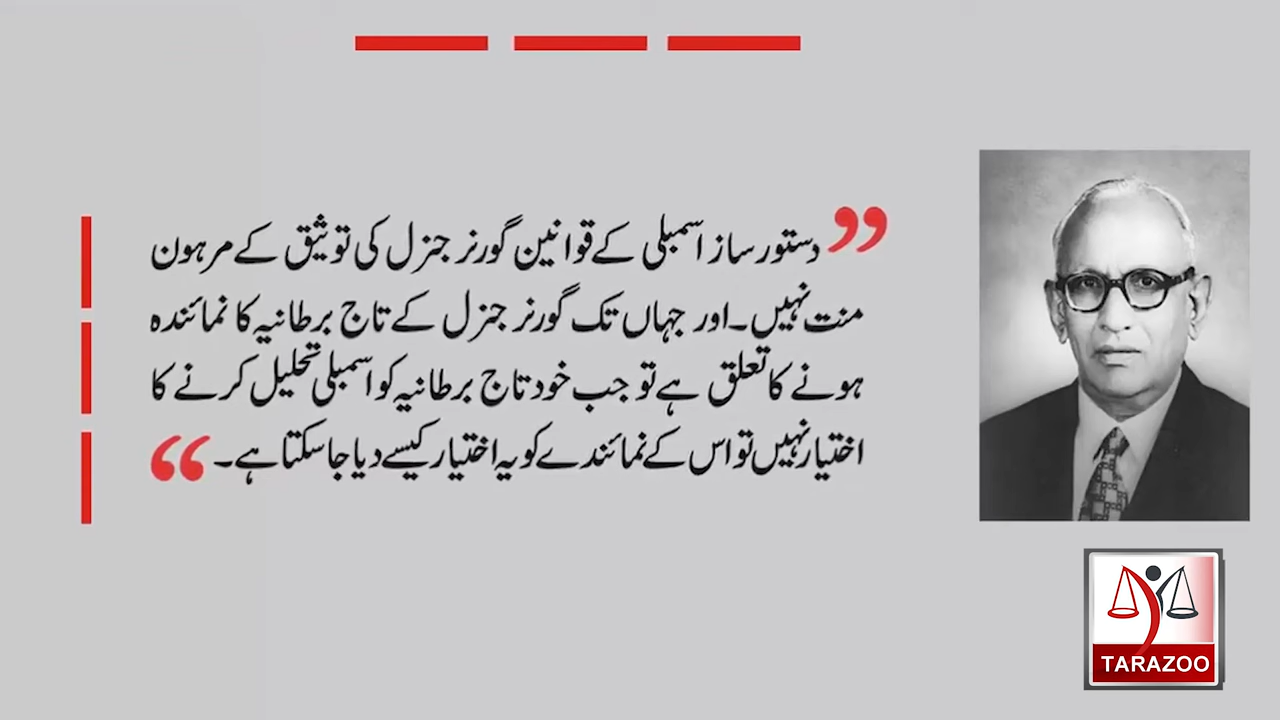 ”دستور ساز اسمبلی کے قوانین گورنر جنرل کی توثیق کے مرہون
منت نہیں۔ اور جہاں تک گورنر جنرل کے تاج برطانیہ کا نمائندہ
ہونے کا تعلق ہے تو جب خود تاج برطانیہ کو اسمبلی تحلیل کرنے کا
اختیار نہیں تو اس کے نمائندے کو یہ اختیار کیسے دیا جا سکتا ہے۔“
TARAZOO